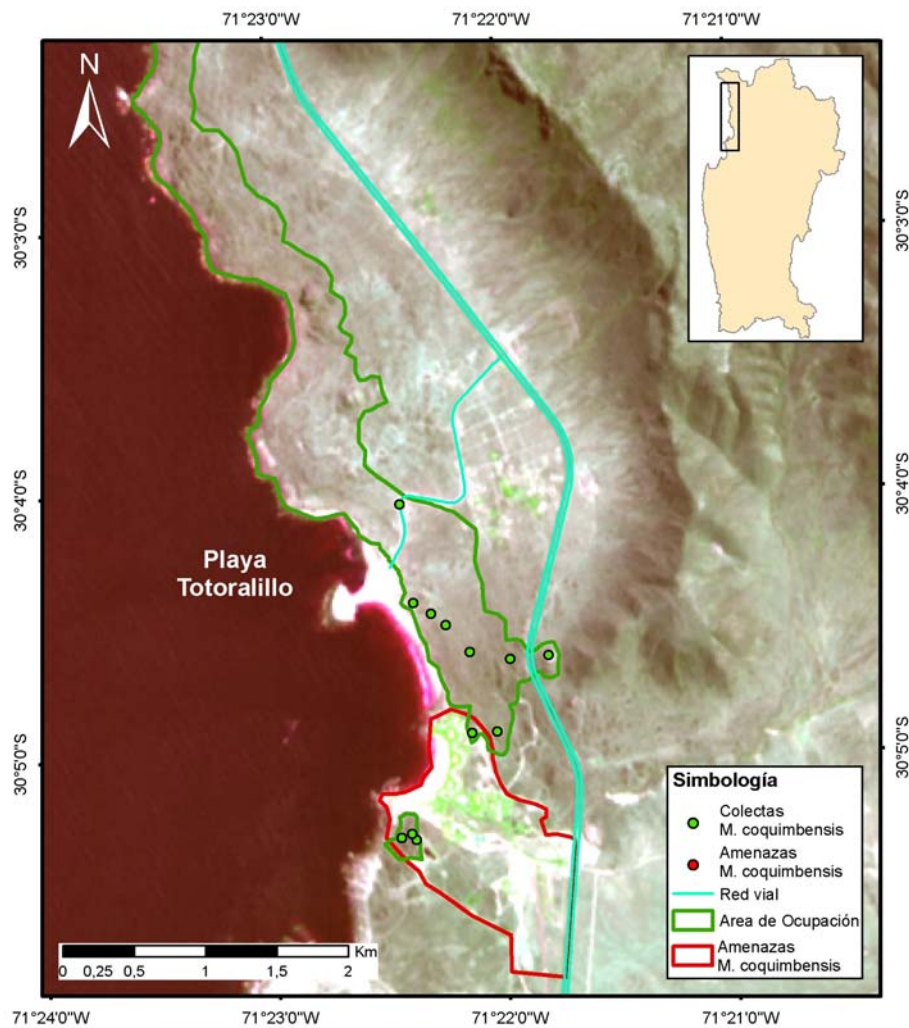 71°23'0"W 71°22'0"W 71°21'0"W
N
30°3'0"S 30°3'0"S
30°4'0"S 30°4'0"S
Playa
Totoralillo
30°5'0"S 30°5'0"S
Simbología
Colectas
M. coquimbensis
Amenazas
M. coquimbensis
Red vial
Area de Ocupación
Amenazas
M. coquimbensis
Km
0 0,25 0,5 1 1,5 2
71°24'0"W 71°23'0"W 71°22'0"W 71°21'0"W